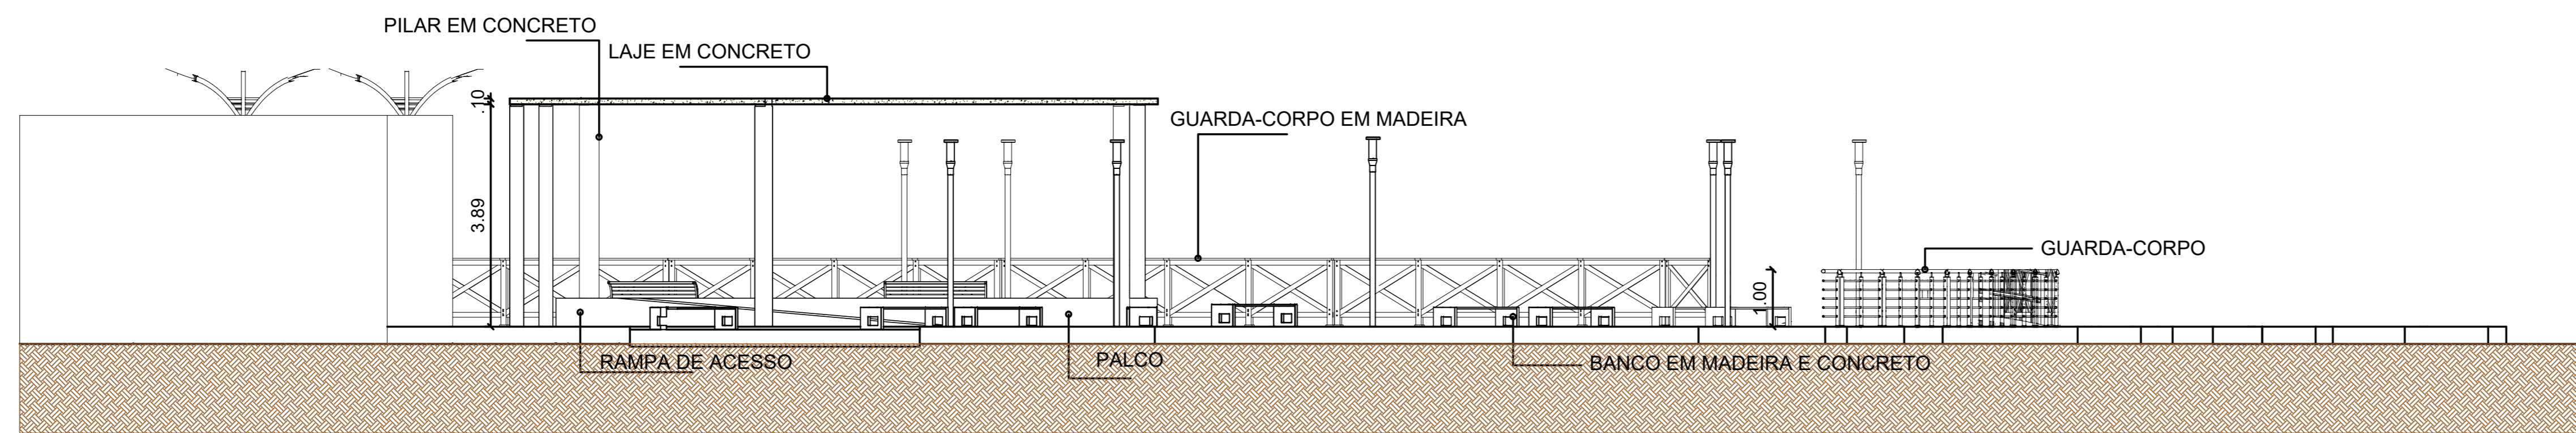 PILAR EM CONCRETO
LAJE EM CONCRETO
.10
GUARDA-CORPO EM MADEIRA
3.89
GUARDA-CORPO
1.00
RAMPA DE ACESSO
PALCO
BANCO EM MADEIRA E CONCRETO